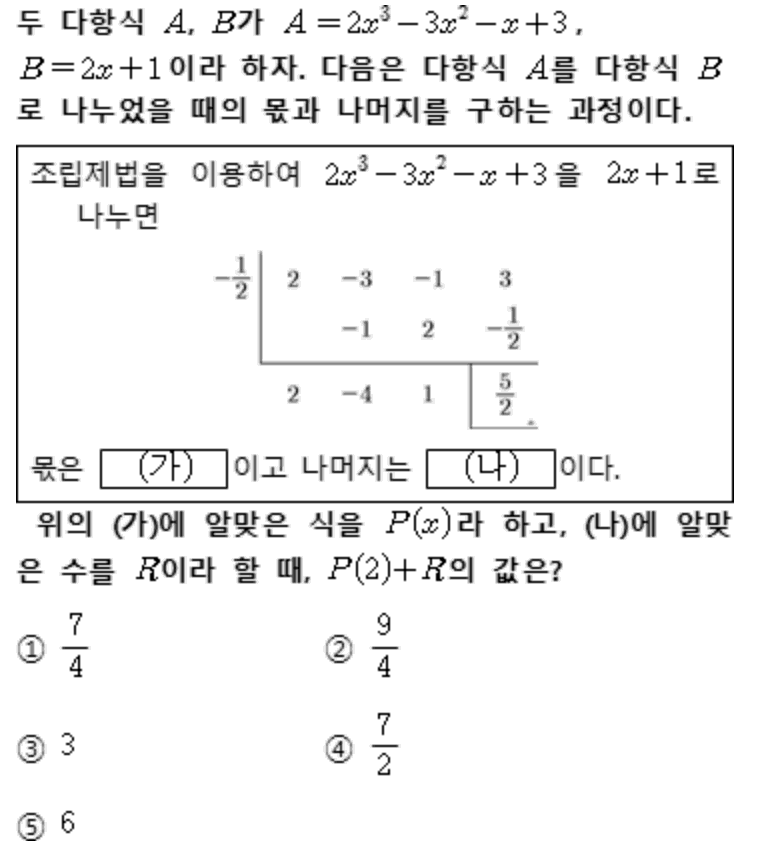 두 다항식 A, B가 A=2x³-3x²-x+3,
B=2x+1이라 하자. 다음은 다항식 A를 다항식 B
로 나누었을 때의 몫과 나머지를 구하는 과정이다.
조립제법을 이용하여 2x³-3x²-x+3을 2x+1로
나누면
-1/2 2 -3 -1 3
-1 2 -1/2
2 -4 1 5/2
몫은 (가) 이고 나머지는 (나) 이다.
위의 (가)에 알맞은 식을 P(x)라 하고, (나)에 알맞
은 수를 R이라 할 때, P(2)+R의 값은?
① 7/4 ② 9/4
③ 3 ④ 7/2
⑤ 6